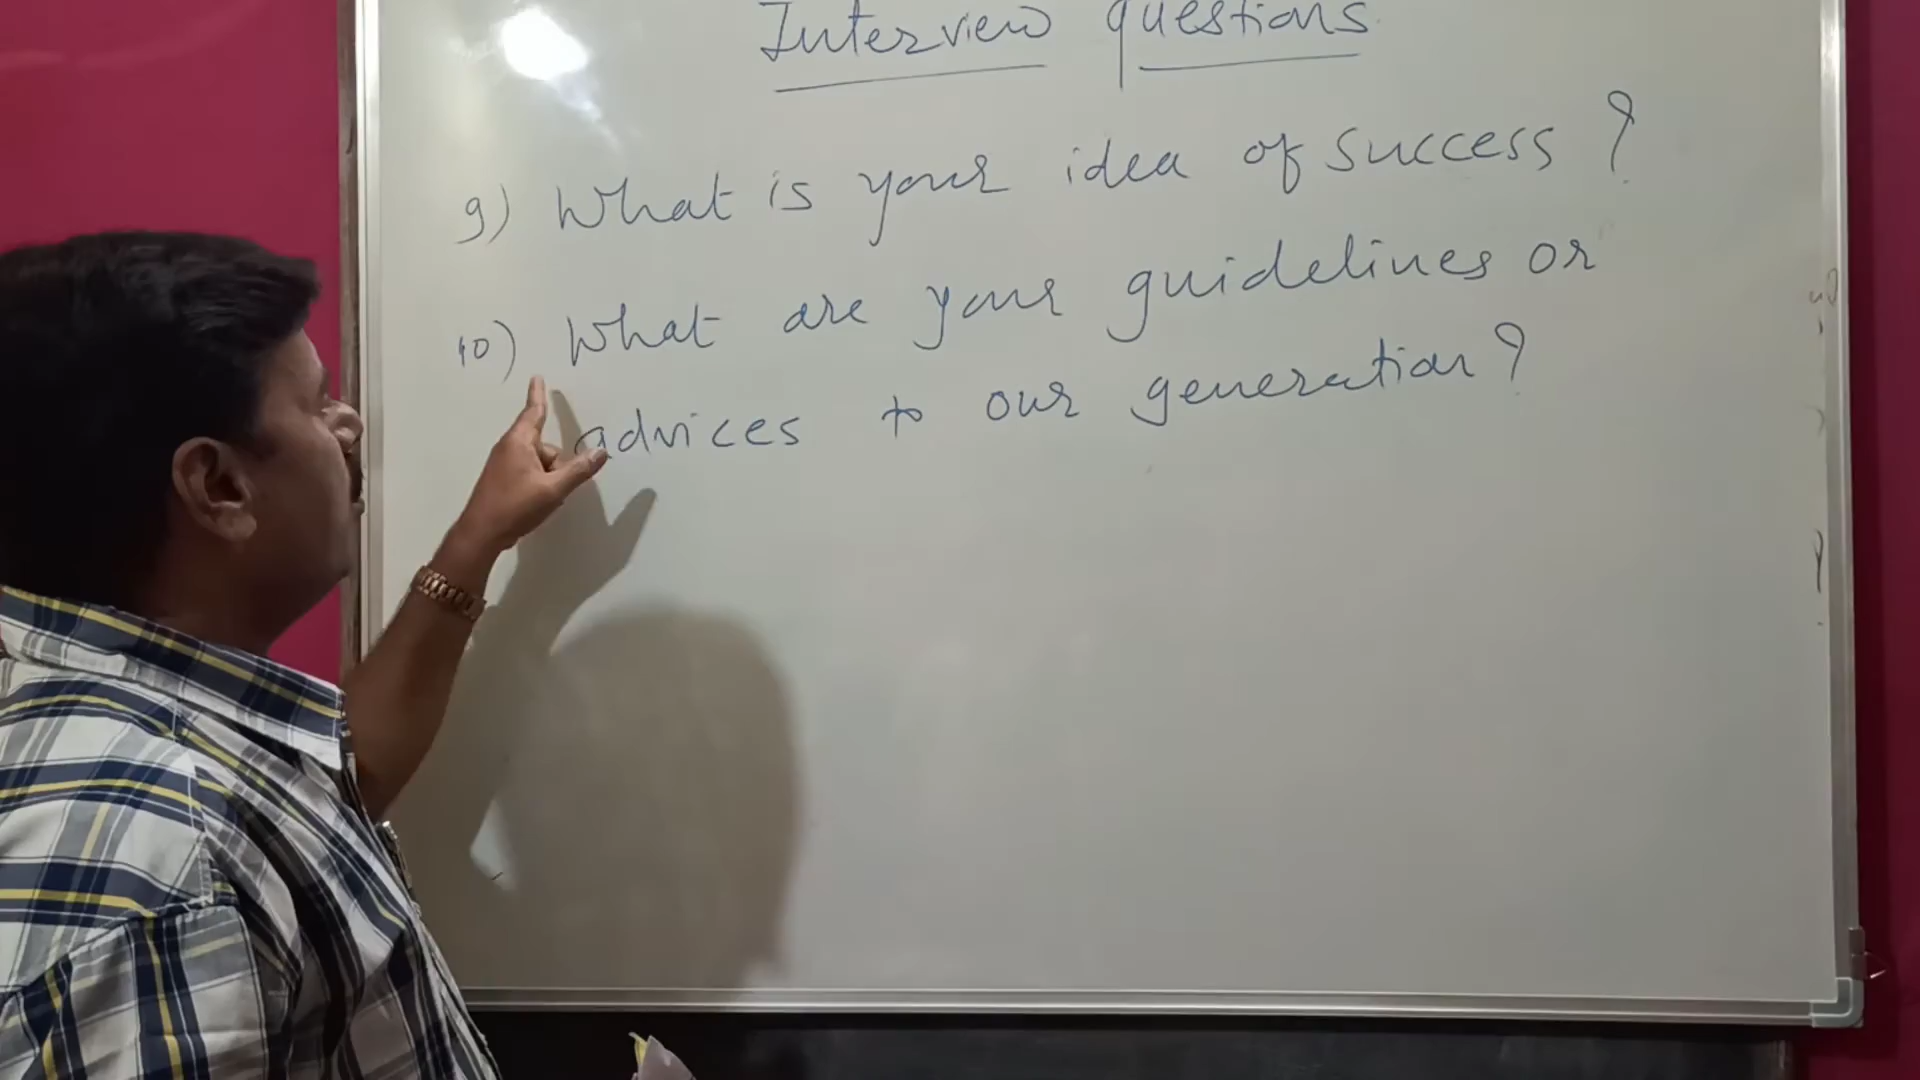 Interview questions
9) What is your idea of success ?
10) What are your guidelines or
advices to our generation?